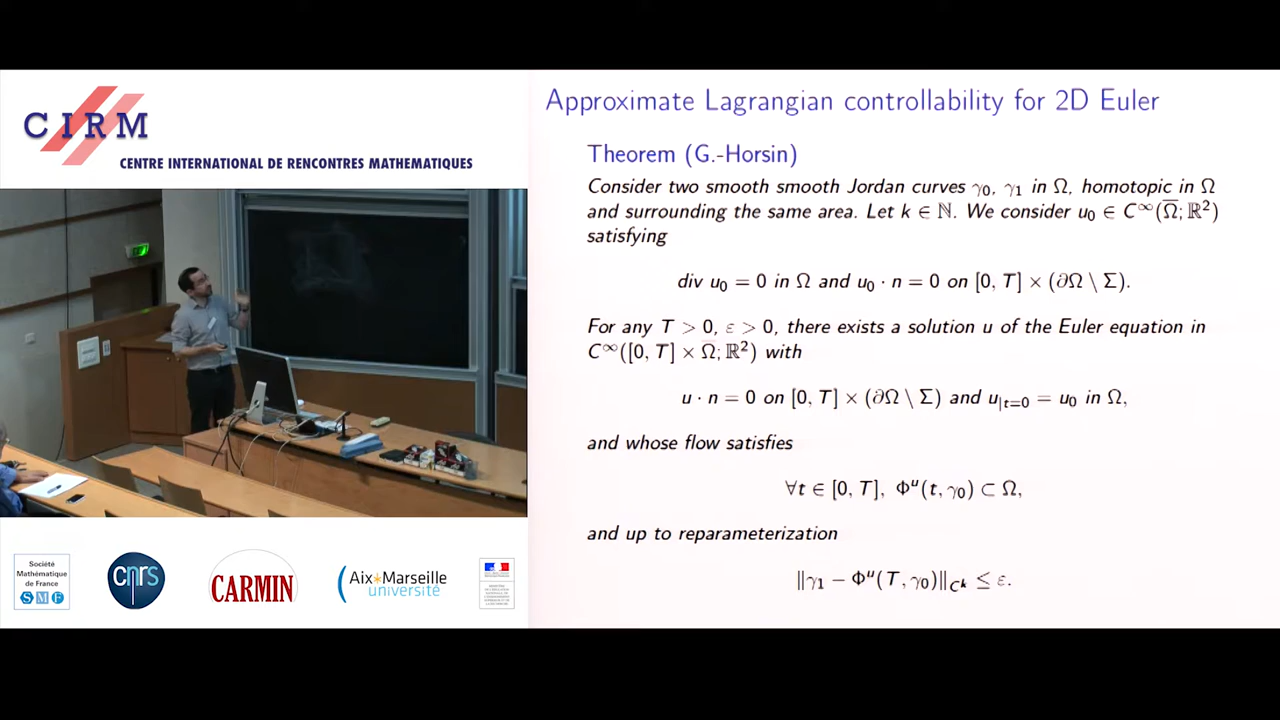 CIRM
CENTRE INTERNATIONAL DE RENCONTRES MATHEMATIQUES
Société
Mathématique
de France
SMF
cnrs
CARMIN
Aix*Marseille
université
Approximate Lagrangian controllability for 2D Euler
Theorem (G.-Horsin)
Consider two smooth smooth Jordan curves γ₀, γ₁ in Ω, homotopic in Ω
and surrounding the same area. Let k ∈ ℕ. We consider u₀ ∈ C^∞(Ω̅; ℝ²)
satisfying
div u₀ = 0 in Ω and u₀ · n = 0 on [0, T] × (∂Ω \ Σ).
For any T > 0, ε > 0, there exists a solution u of the Euler equation in
C^∞([0, T] × Ω̅; ℝ²) with
u · n = 0 on [0, T] × (∂Ω \ Σ) and u_{|t=0} = u₀ in Ω,
and whose flow satisfies
∀t ∈ [0, T], Φᵘ(t, γ₀) ⊂ Ω,
and up to reparameterization
‖γ₁ − Φᵘ(T, γ₀)‖_{C^k} ≤ ε.